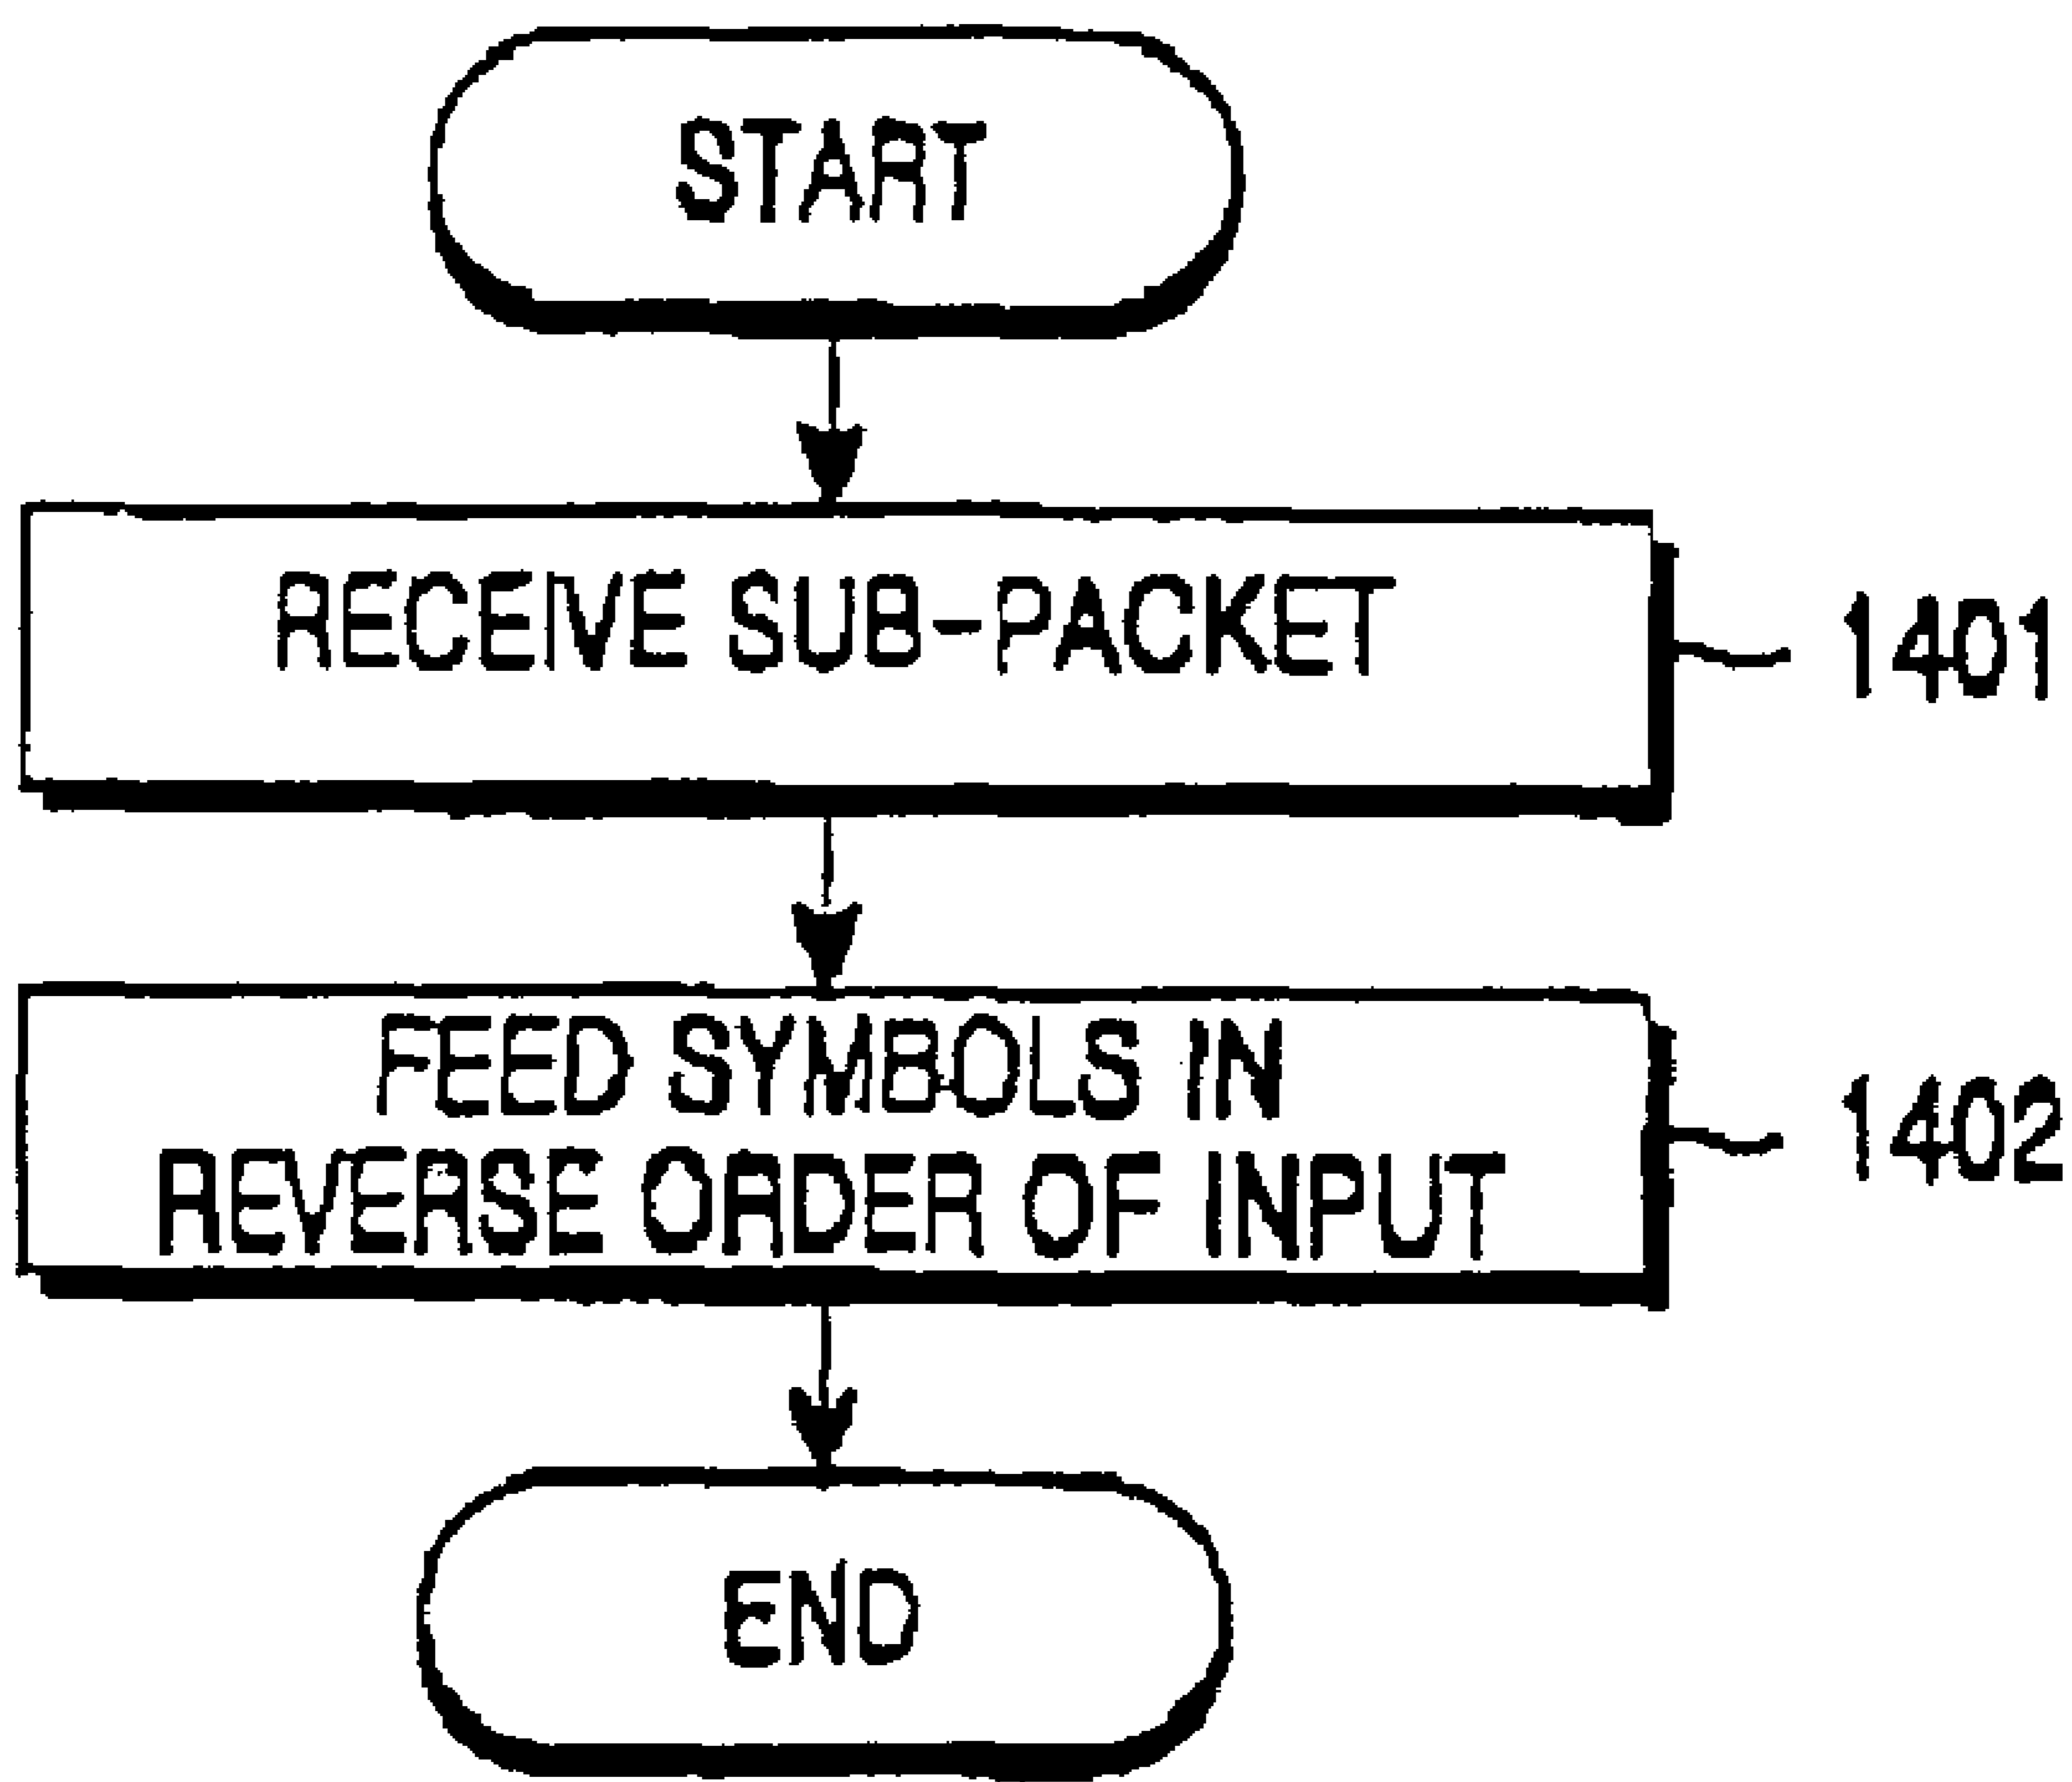 START
RECEIVE SUB-PACKET
1401
FEED SYMBOLS IN
REVERSE ORDER OF INPUT
1402
END